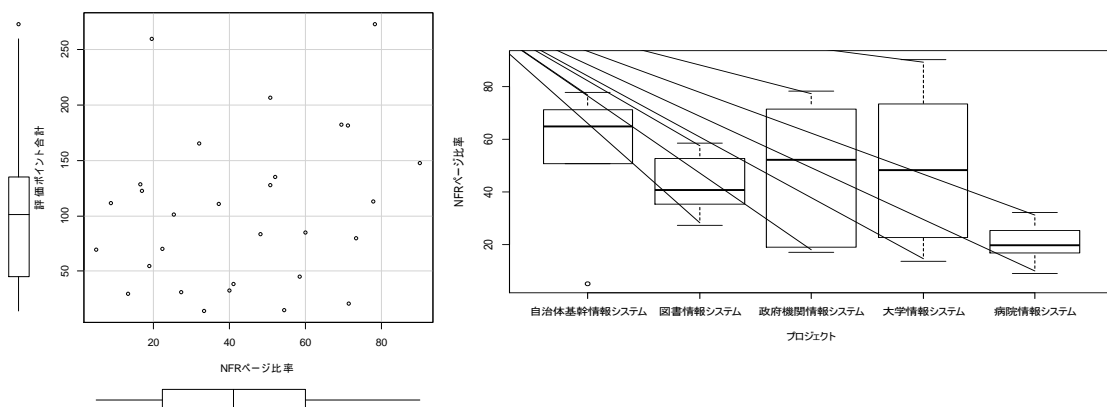 評価ポイント合計
250
200
150
100
50
20
40
60
80
NFRページ比率
NFRページ比率
80
60
40
20
自治体基幹情報システム
図書情報システム
政府機関情報システム
大学情報システム
病院情報システム
プロジェクト